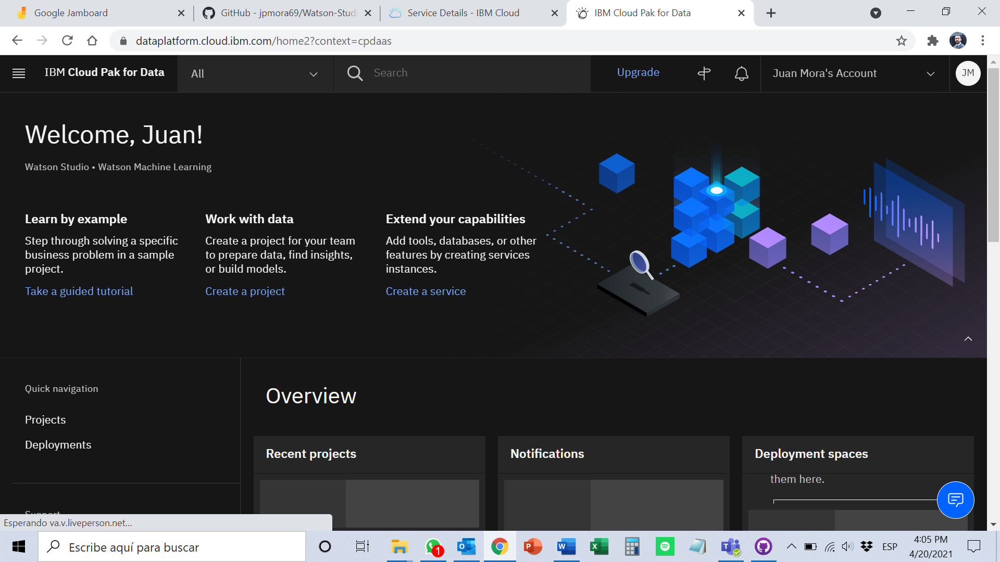 Google Jamboard
GitHub - jpmora69/Watson-Studi
Service Details - IBM Cloud
IBM Cloud Pak for Data
dataplatform.cloud.ibm.com/home2?context=cpdaas
IBM Cloud Pak for Data
All
Search
Upgrade
Juan Mora's Account
JM
Welcome, Juan!
Watson Studio • Watson Machine Learning
Learn by example
Step through solving a specific
business problem in a sample
project.
Take a guided tutorial
Work with data
Create a project for your team
to prepare data, find insights,
or build models.
Create a project
Extend your capabilities
Add tools, databases, or other
features by creating services
instances.
Create a service
Quick navigation
Projects
Deployments
Support
Overview
Recent projects
Notifications
Deployment spaces
them here.
Esperando va.v.liveperson.net...
Escribe aquí para buscar
1
ESP
4:05 PM
4/20/2021